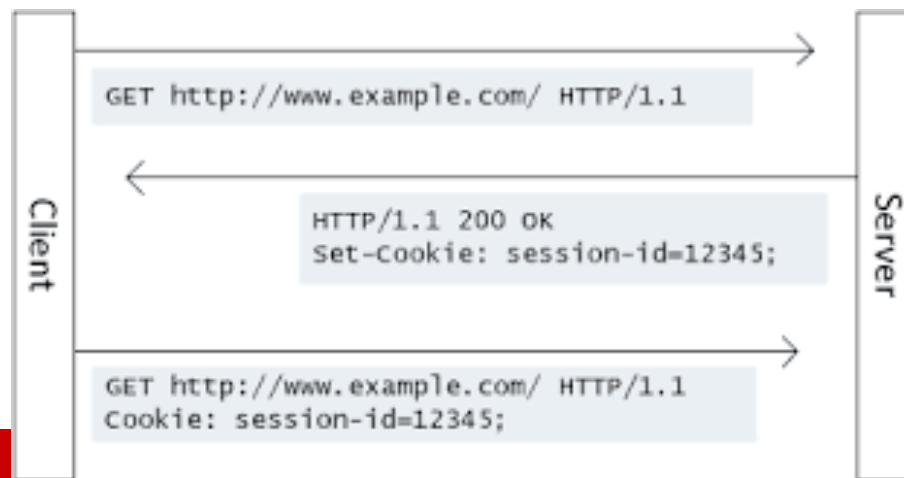 GET http://www.example.com/ HTTP/1.1
HTTP/1.1 200 OK
Set-Cookie: session-id=12345;
Client
Server
GET http://www.example.com/ HTTP/1.1
Cookie: session-id=12345;